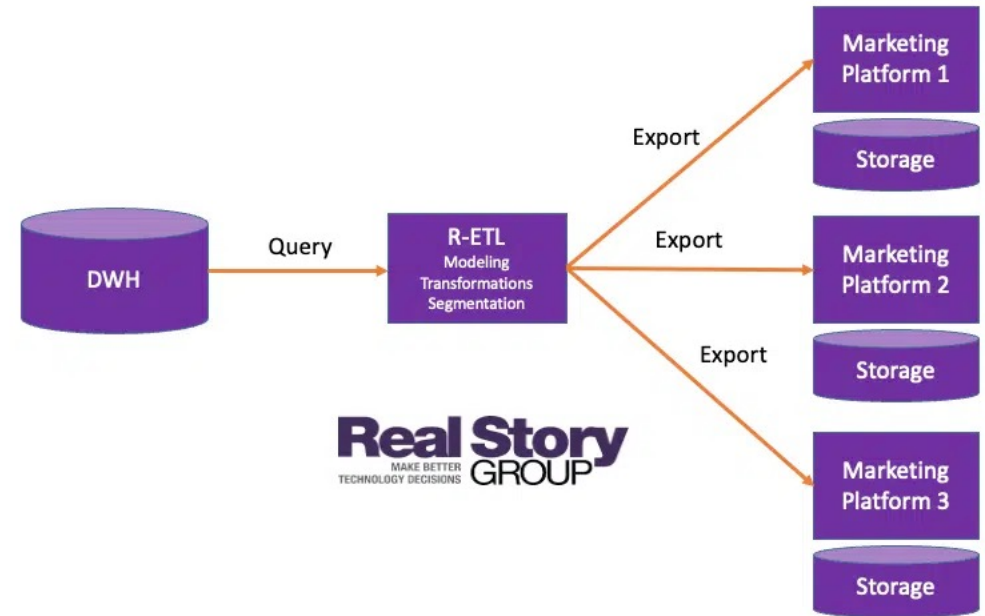 DWH
Query
R-ETL
Modeling
Transformations
Segmentation
Export
Export
Export
Marketing
Platform 1
Storage
Marketing
Platform 2
Storage
Marketing
Platform 3
Storage
Real Story
MAKE BETTER
TECHNOLOGY DECISIONS
GROUP